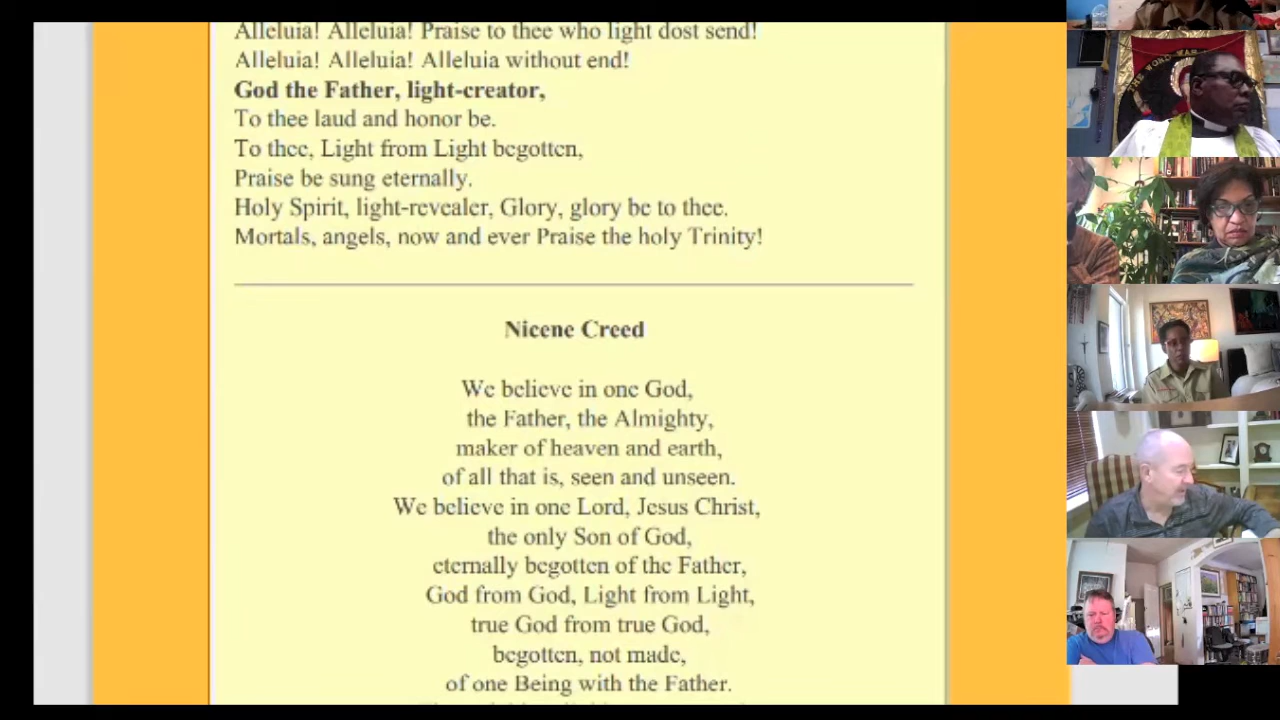 Alleluia! Alleluia! Praise to thee who light dost send!
Alleluia! Alleluia! Alleluia without end!
God the Father, light-creator,
To thee laud and honor be.
To thee, Light from Light begotten,
Praise be sung eternally.
Holy Spirit, light-revealer, Glory, glory be to thee.
Mortals, angels, now and ever Praise the holy Trinity!
Nicene Creed
We believe in one God,
the Father, the Almighty,
maker of heaven and earth,
of all that is, seen and unseen.
We believe in one Lord, Jesus Christ,
the only Son of God,
eternally begotten of the Father,
God from God, Light from Light,
true God from true God,
begotten, not made,
of one Being with the Father.
THE WORD WAS